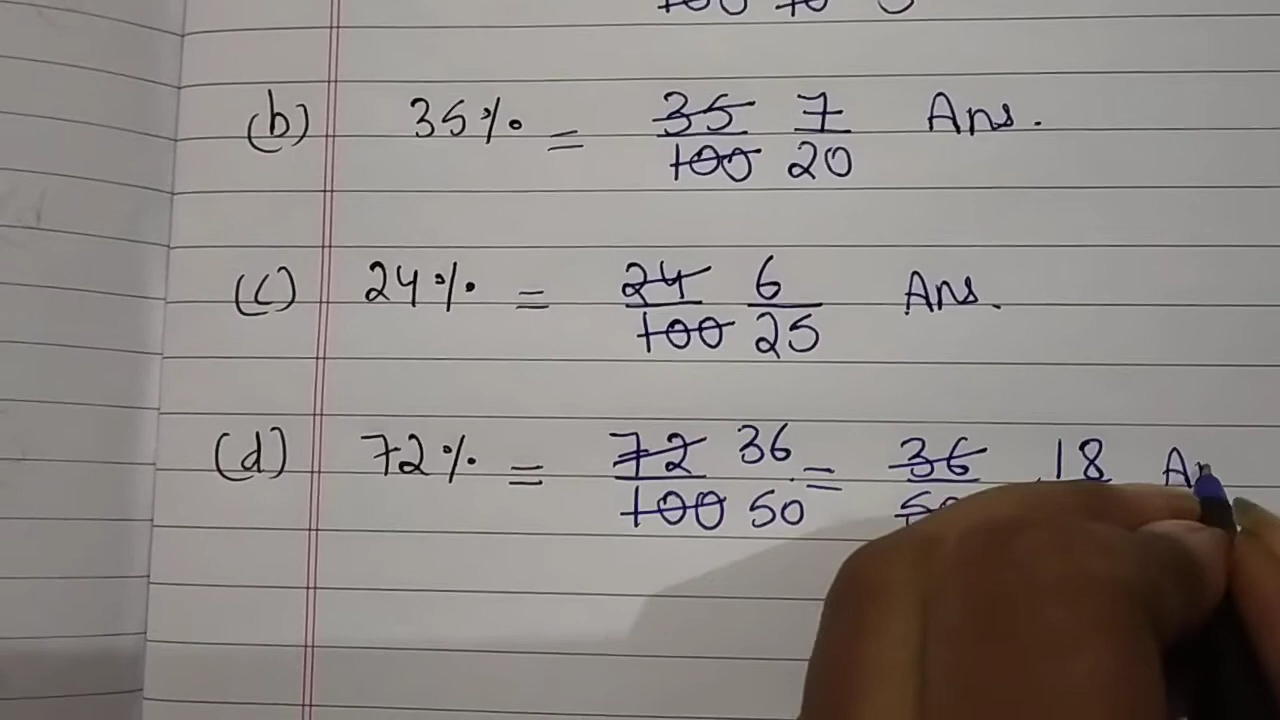 (b) 35% = 35/100 7/20 Ans.
(c) 24% = 24/100 6/25 Ans.
(d) 72% = 72/100 36/50 = 36 18